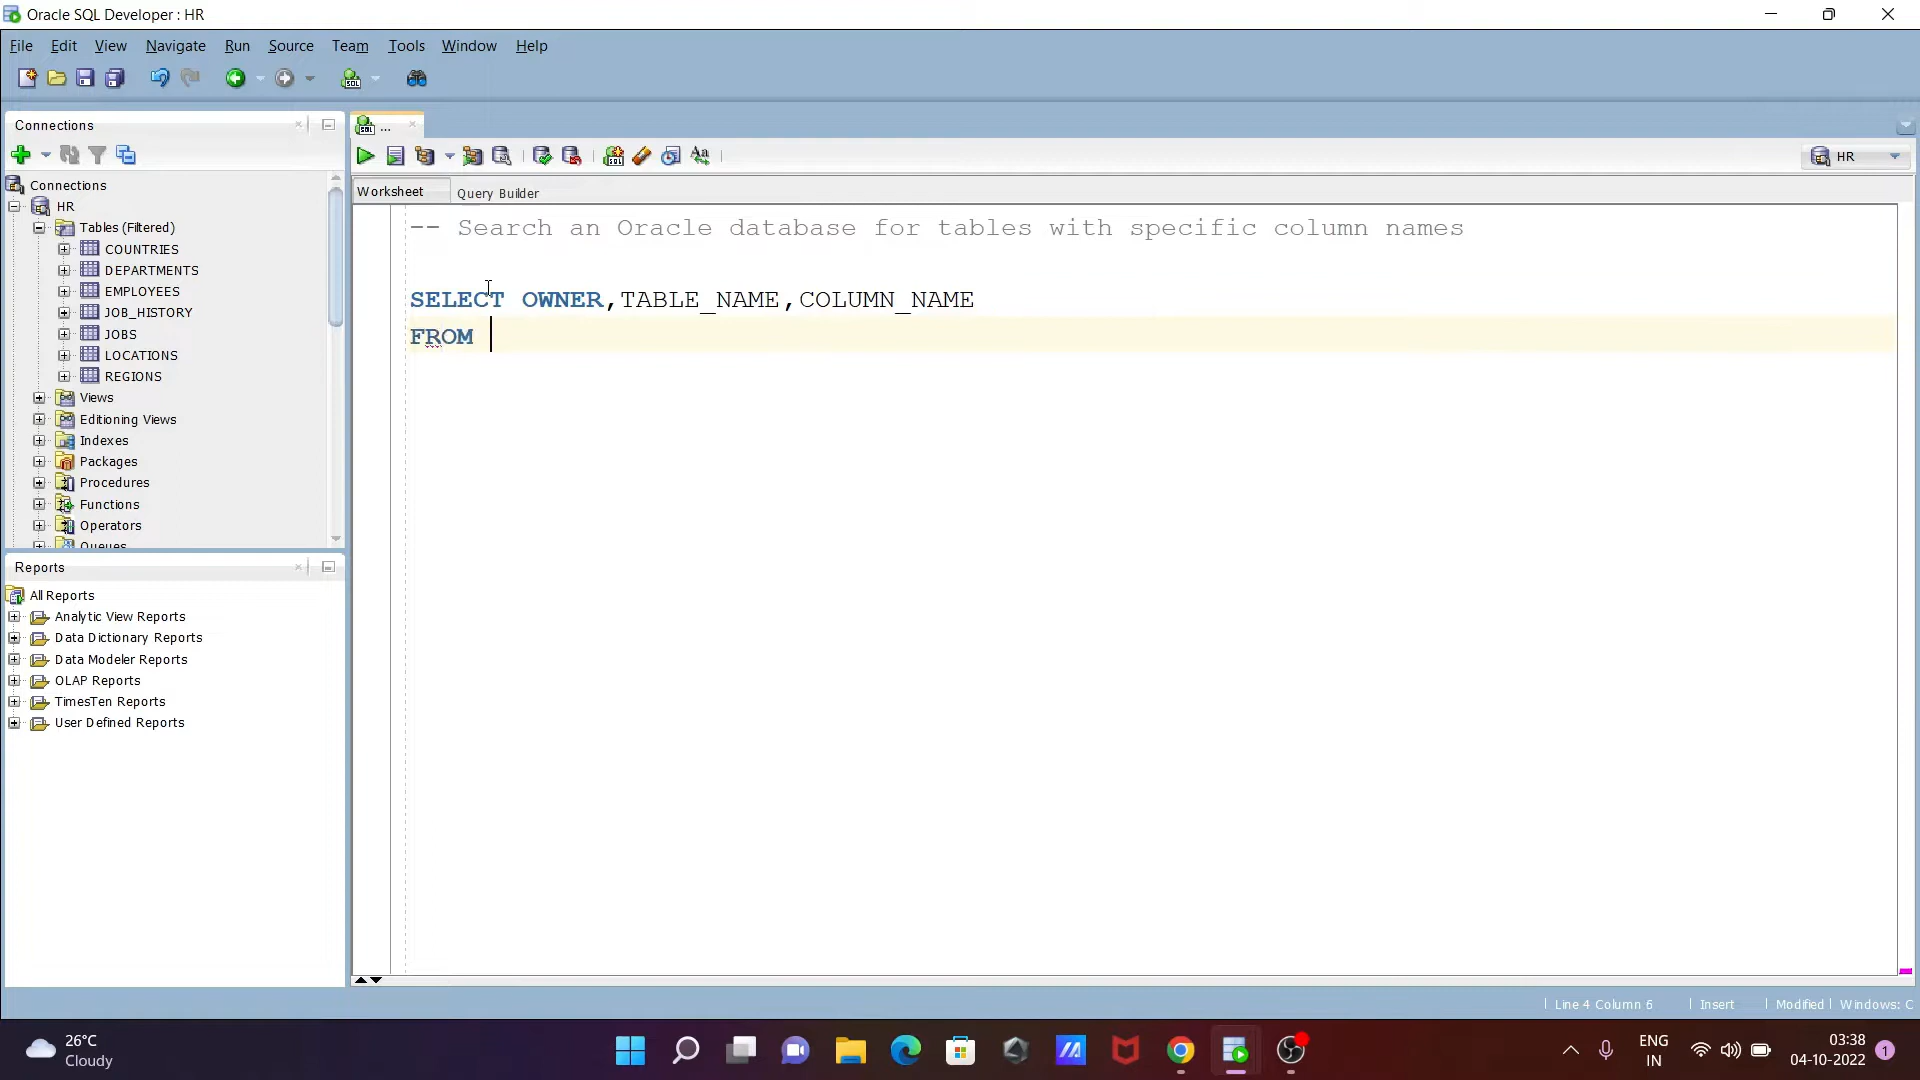 Oracle SQL Developer : HR
File Edit View Navigate Run Source Team Tools Window Help
Connections
...
HR
Connections
Worksheet Query Builder
HR
Tables (Filtered)
COUNTRIES
DEPARTMENTS
EMPLOYEES
JOB_HISTORY
JOBS
LOCATIONS
REGIONS
Views
Editioning Views
Indexes
Packages
Procedures
Functions
Operators
Queues
-- Search an Oracle database for tables with specific column names
SELECT OWNER,TABLE_NAME,COLUMN_NAME
FROM
Reports
All Reports
Analytic View Reports
Data Dictionary Reports
Data Modeler Reports
OLAP Reports
TimesTen Reports
User Defined Reports
Line 4 Column 6 Insert Modified Windows: C
26°C
Cloudy
ENG
IN
03:38
04-10-2022
1